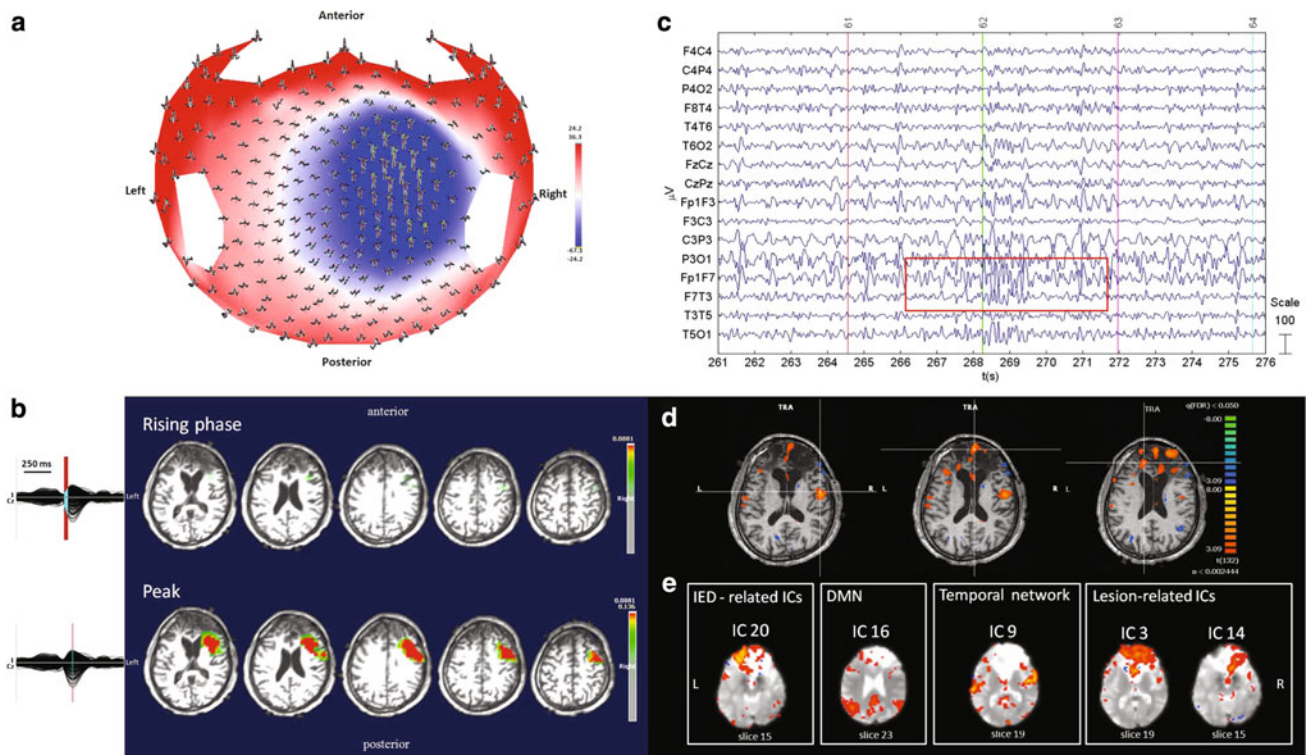 a
Anterior
Left
Right
Posterior
24.2
36.3
-67.5
-24.2
b
anterior
Rising phase
250 ms
Left
Right
0.0881
Peak
Left
Right
0.0881
0.136
posterior
c
61
62
63
64
F4C4
C4P4
P4O2
F8T4
T4T6
T6O2
FzCz
CzPz
Fp1F3
F3C3
C3P3
P3O1
Fp1F7
F7T3
T3T5
T5O1
µV
261 262 263 264 265 266 267 268 269 270 271 272 273 274 275 276
t(s)
Scale
100
d
TRA
TRA
TRA
L
R
L
R
L
q(FDR) < 0.050
-8.00
-3.09
8.00
3.09
t(132)
p < 0.002444
e
IED - related ICs
IC 20
L
slice 15
DMN
IC 16
slice 23
Temporal network
IC 9
slice 19
Lesion-related ICs
IC 3
IC 14
R
slice 19
slice 15